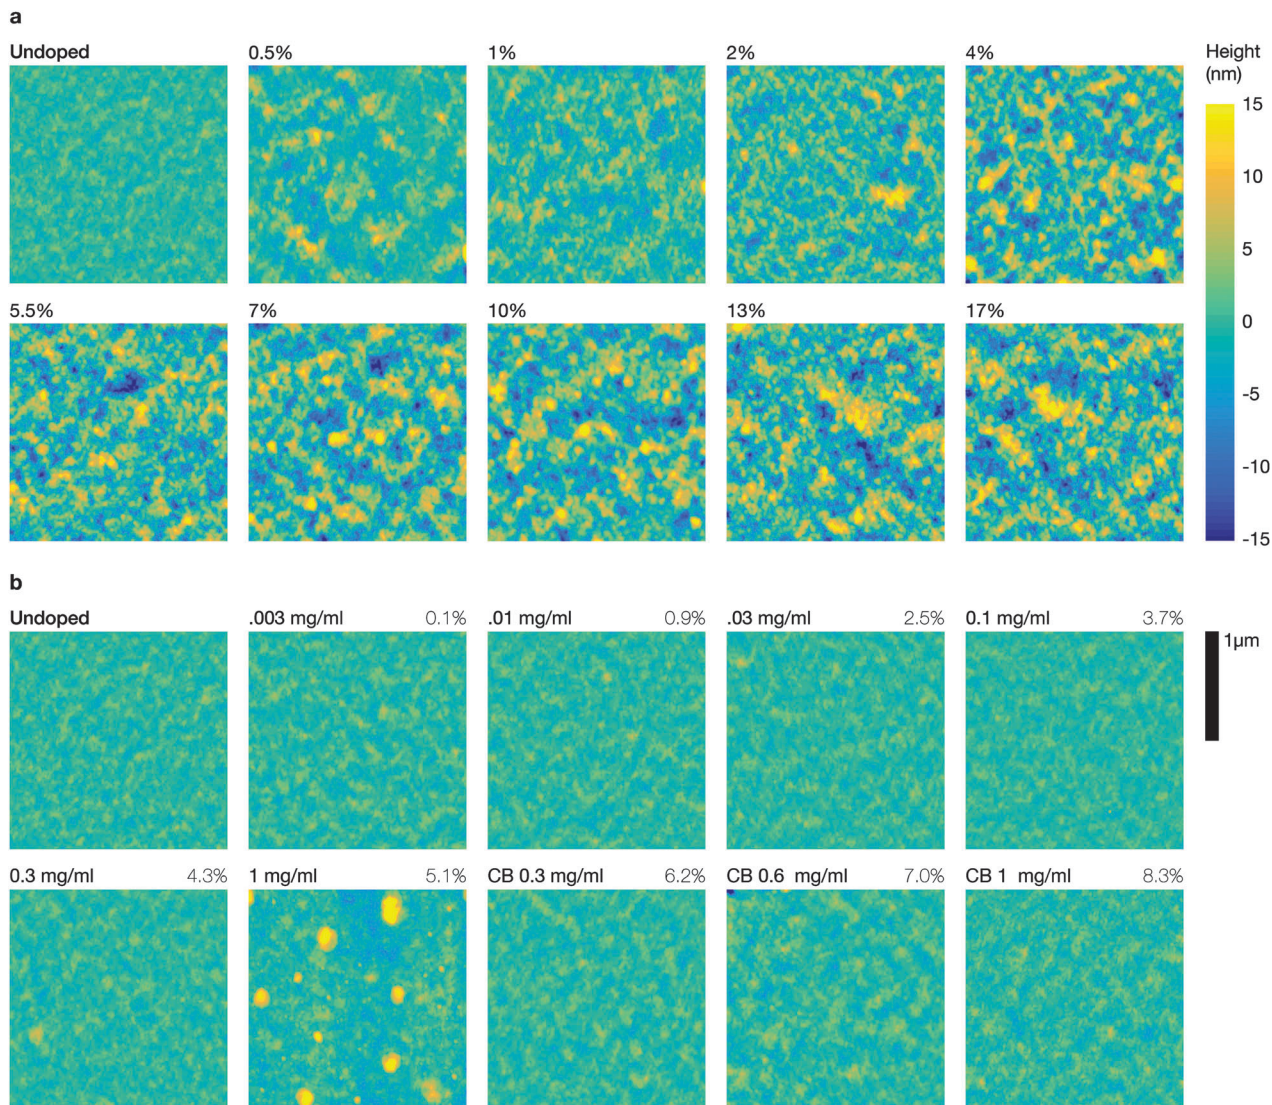 a
Undoped 0.5% 1% 2% 4% Height
(nm)
15
10
5
0
-5
-10
-15
5.5% 7% 10% 13% 17%
b
Undoped .003 mg/ml 0.1% .01 mg/ml 0.9% .03 mg/ml 2.5% 0.1 mg/ml 3.7%
1µm
0.3 mg/ml 4.3% 1 mg/ml 5.1% CB 0.3 mg/ml 6.2% CB 0.6 mg/ml 7.0% CB 1 mg/ml 8.3%